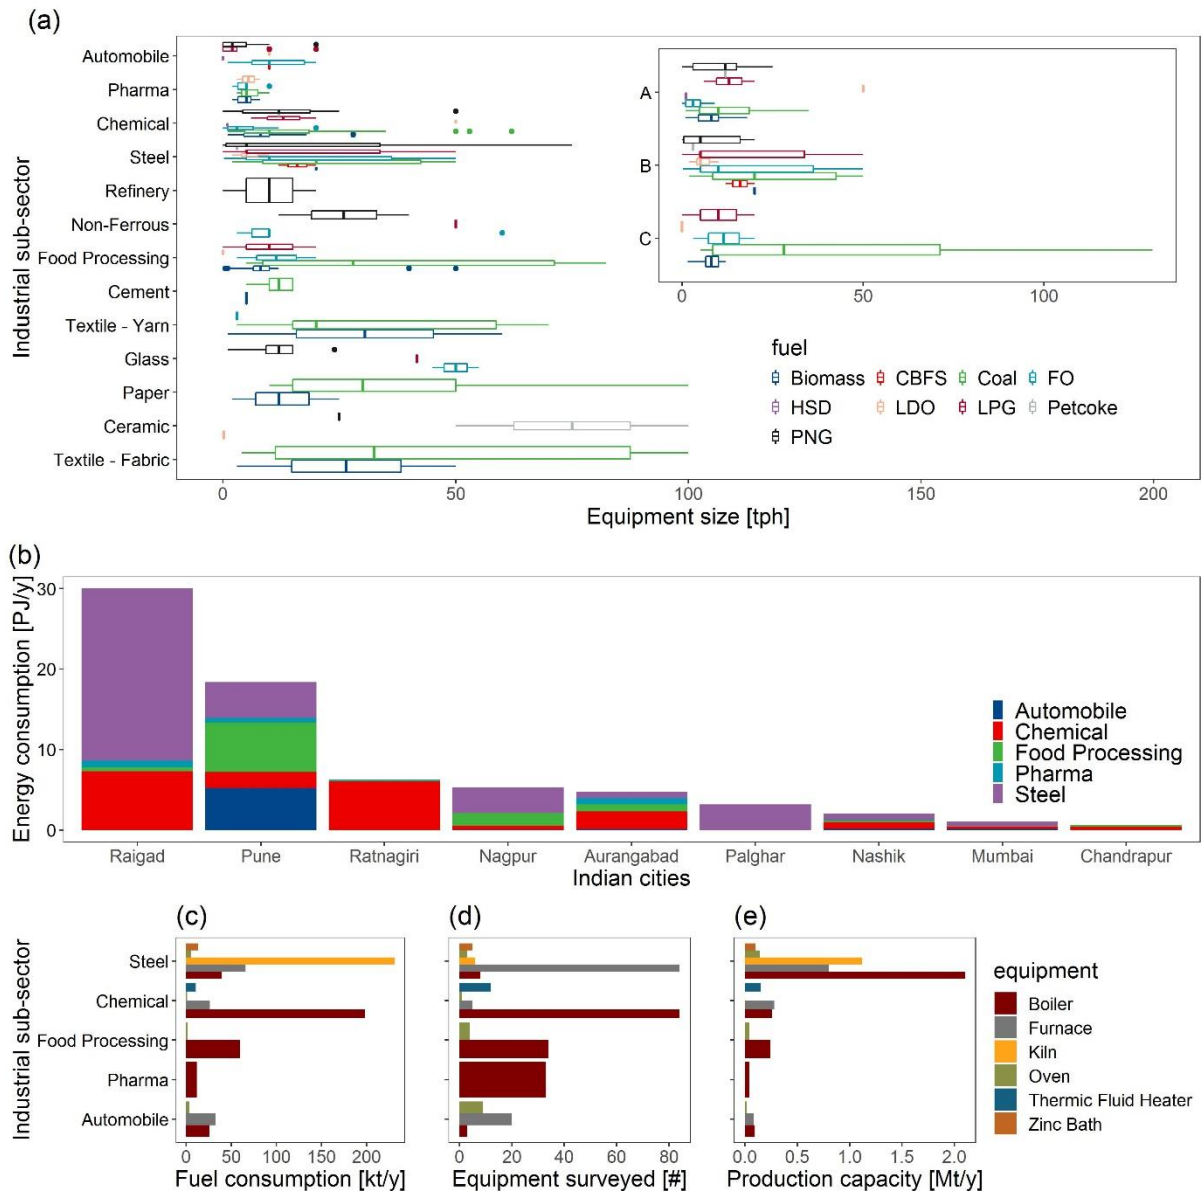 (a)
Industrial sub-sector
Automobile
Pharma
Chemical
Steel
Refinery
Non-Ferrous
Food Processing
Cement
Textile - Yarn
Glass
Paper
Ceramic
Textile - Fabric
A
B
C
0 50 100
fuel
Biomass CBFS Coal FO
HSD LDO LPG Petcoke
PNG
0 50 100 150 200
Equipment size [tph]
(b)
Energy consumption [PJ/y]
30
20
10
0
Automobile
Chemical
Food Processing
Pharma
Steel
Raigad Pune Ratnagiri Nagpur Aurangabad Palghar Nashik Mumbai Chandrapur
Indian cities
(c) (d) (e)
Industrial sub-sector
Steel
Chemical
Food Processing
Pharma
Automobile
0 50 100 150 200
Fuel consumption [kt/y]
0 20 40 60 80
Equipment surveyed [#]
0.0 0.5 1.0 1.5 2.0
Production capacity [Mt/y]
equipment
Boiler
Furnace
Kiln
Oven
Thermic Fluid Heater
Zinc Bath